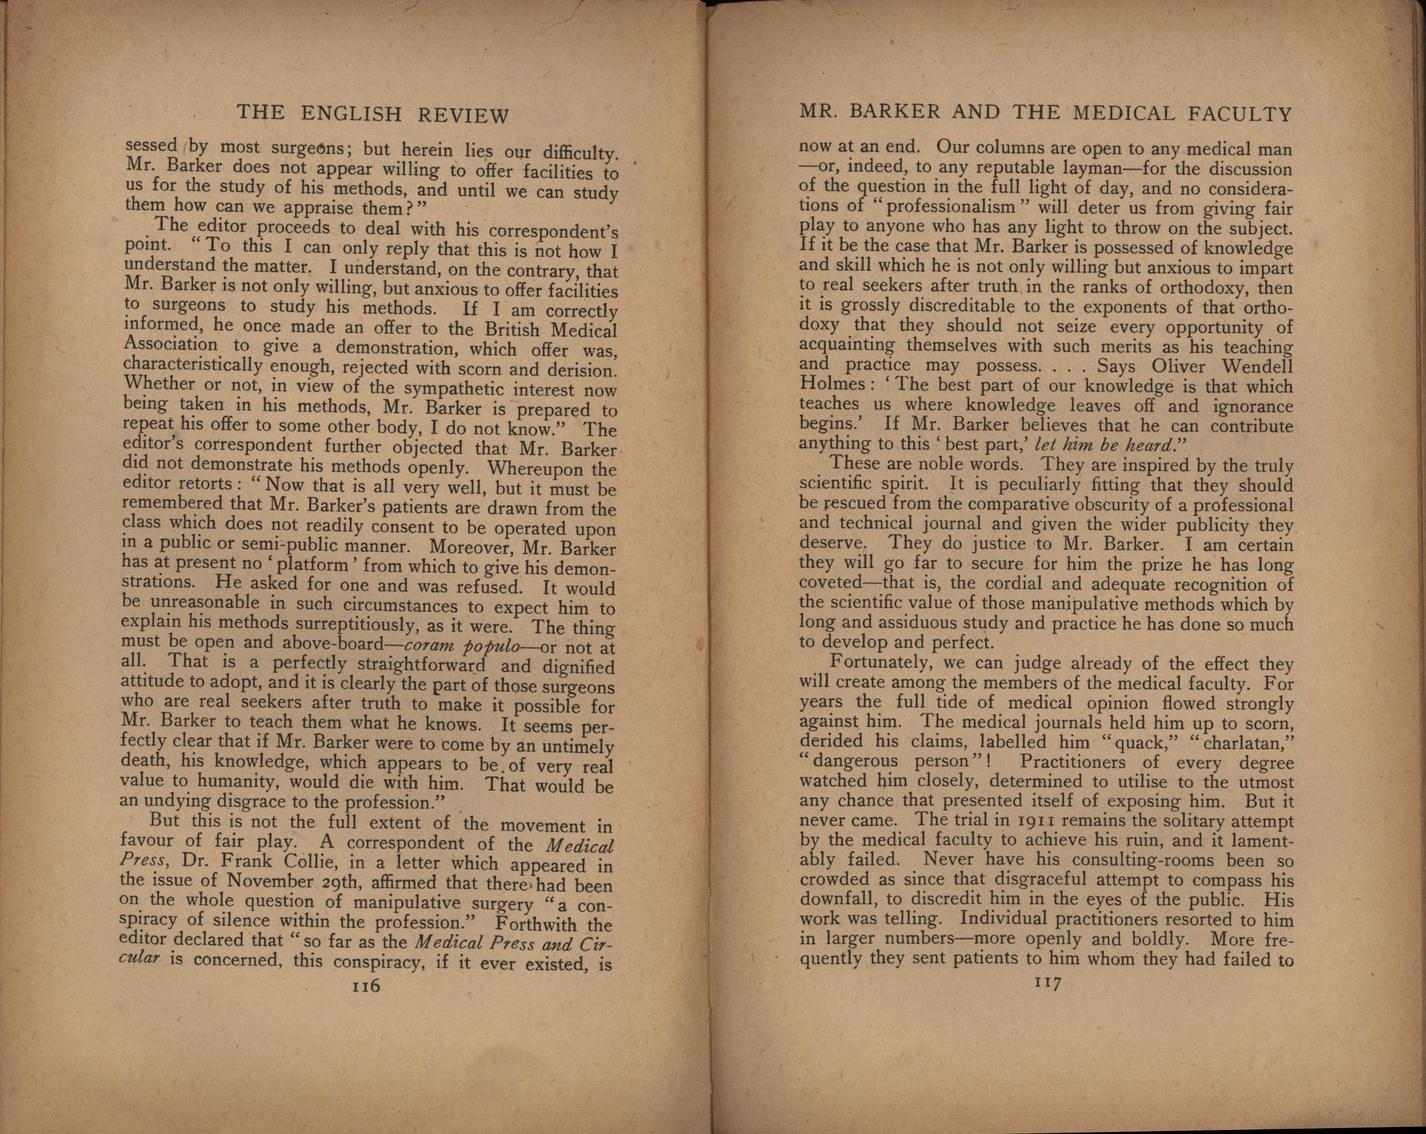 THE ENGLISH REVIEW
sessed by most surgeons; but herein lies our difficulty.
Mr. Barker does not appear willing to offer facilities to
us for the study of his methods, and until we can study
them how can we appraise them?”
The editor proceeds to deal with his correspondent's
point. “To this I can only reply that this is not how I
understand the matter. I understand, on the contrary, that
Mr. Barker is not only willing, but anxious to offer facilities
to surgeons to study his methods. If I am correctly
informed, he once made an offer to the British Medical
Association to give a demonstration, which offer was,
characteristically enough, rejected with scorn and derision.
Whether or not, in view of the sympathetic interest now
being taken in his methods, Mr. Barker is prepared to
repeat his offer to some other body, I do not know.” The
editor's correspondent further objected that Mr. Barker
did not demonstrate his methods openly. Whereupon the
editor retorts: “Now that is all very well, but it must be
remembered that Mr. Barker's patients are drawn from the
class which does not readily consent to be operated upon
in a public or semi-public manner. Moreover, Mr. Barker
has at present no ‘platform’ from which to give his demon-
strations. He asked for one and was refused. It would
be unreasonable in such circumstances to expect him to
explain his methods surreptitiously, as it were. The thing
must be open and above-board—coram populo—or not at
all. That is a perfectly straightforward and dignified
attitude to adopt, and it is clearly the part of those surgeons
who are real seekers after truth to make it possible for
Mr. Barker to teach them what he knows. It seems per-
fectly clear that if Mr. Barker were to come by an untimely
death, his knowledge, which appears to be of very real
value to humanity, would die with him. That would be
an undying disgrace to the profession.”
But this is not the full extent of the movement in
favour of fair play. A correspondent of the Medical
Press, Dr. Frank Collie, in a letter which appeared in
the issue of November 29th, affirmed that there had been
on the whole question of manipulative surgery “a con-
spiracy of silence within the profession.” Forthwith the
editor declared that “so far as the Medical Press and Cir-
cular is concerned, this conspiracy, if it ever existed, is
116
MR. BARKER AND THE MEDICAL FACULTY
now at an end. Our columns are open to any medical man
—or, indeed, to any reputable layman—for the discussion
of the question in the full light of day, and no considera-
tions of “professionalism” will deter us from giving fair
play to anyone who has any light to throw on the subject.
If it be the case that Mr. Barker is possessed of knowledge
and skill which he is not only willing but anxious to impart
to real seekers after truth in the ranks of orthodoxy, then
it is grossly discreditable to the exponents of that ortho-
doxy that they should not seize every opportunity of
acquainting themselves with such merits as his teaching
and practice may possess. . . . Says Oliver Wendell
Holmes: ‘The best part of our knowledge is that which
teaches us where knowledge leaves off and ignorance
begins.’ If Mr. Barker believes that he can contribute
anything to this ‘best part,’ let him be heard.”
These are noble words. They are inspired by the truly
scientific spirit. It is peculiarly fitting that they should
be rescued from the comparative obscurity of a professional
and technical journal and given the wider publicity they
deserve. They do justice to Mr. Barker. I am certain
they will go far to secure for him the prize he has long
coveted—that is, the cordial and adequate recognition of
the scientific value of those manipulative methods which by
long and assiduous study and practice he has done so much
to develop and perfect.
Fortunately, we can judge already of the effect they
will create among the members of the medical faculty. For
years the full tide of medical opinion flowed strongly
against him. The medical journals held him up to scorn,
derided his claims, labelled him “quack,” “charlatan,”
“dangerous person”! Practitioners of every degree
watched him closely, determined to utilise to the utmost
any chance that presented itself of exposing him. But it
never came. The trial in 1911 remains the solitary attempt
by the medical faculty to achieve his ruin, and it lament-
ably failed. Never have his consulting-rooms been so
crowded as since that disgraceful attempt to compass his
downfall, to discredit him in the eyes of the public. His
work was telling. Individual practitioners resorted to him
in larger numbers—more openly and boldly. More fre-
quently they sent patients to him whom they had failed to
117